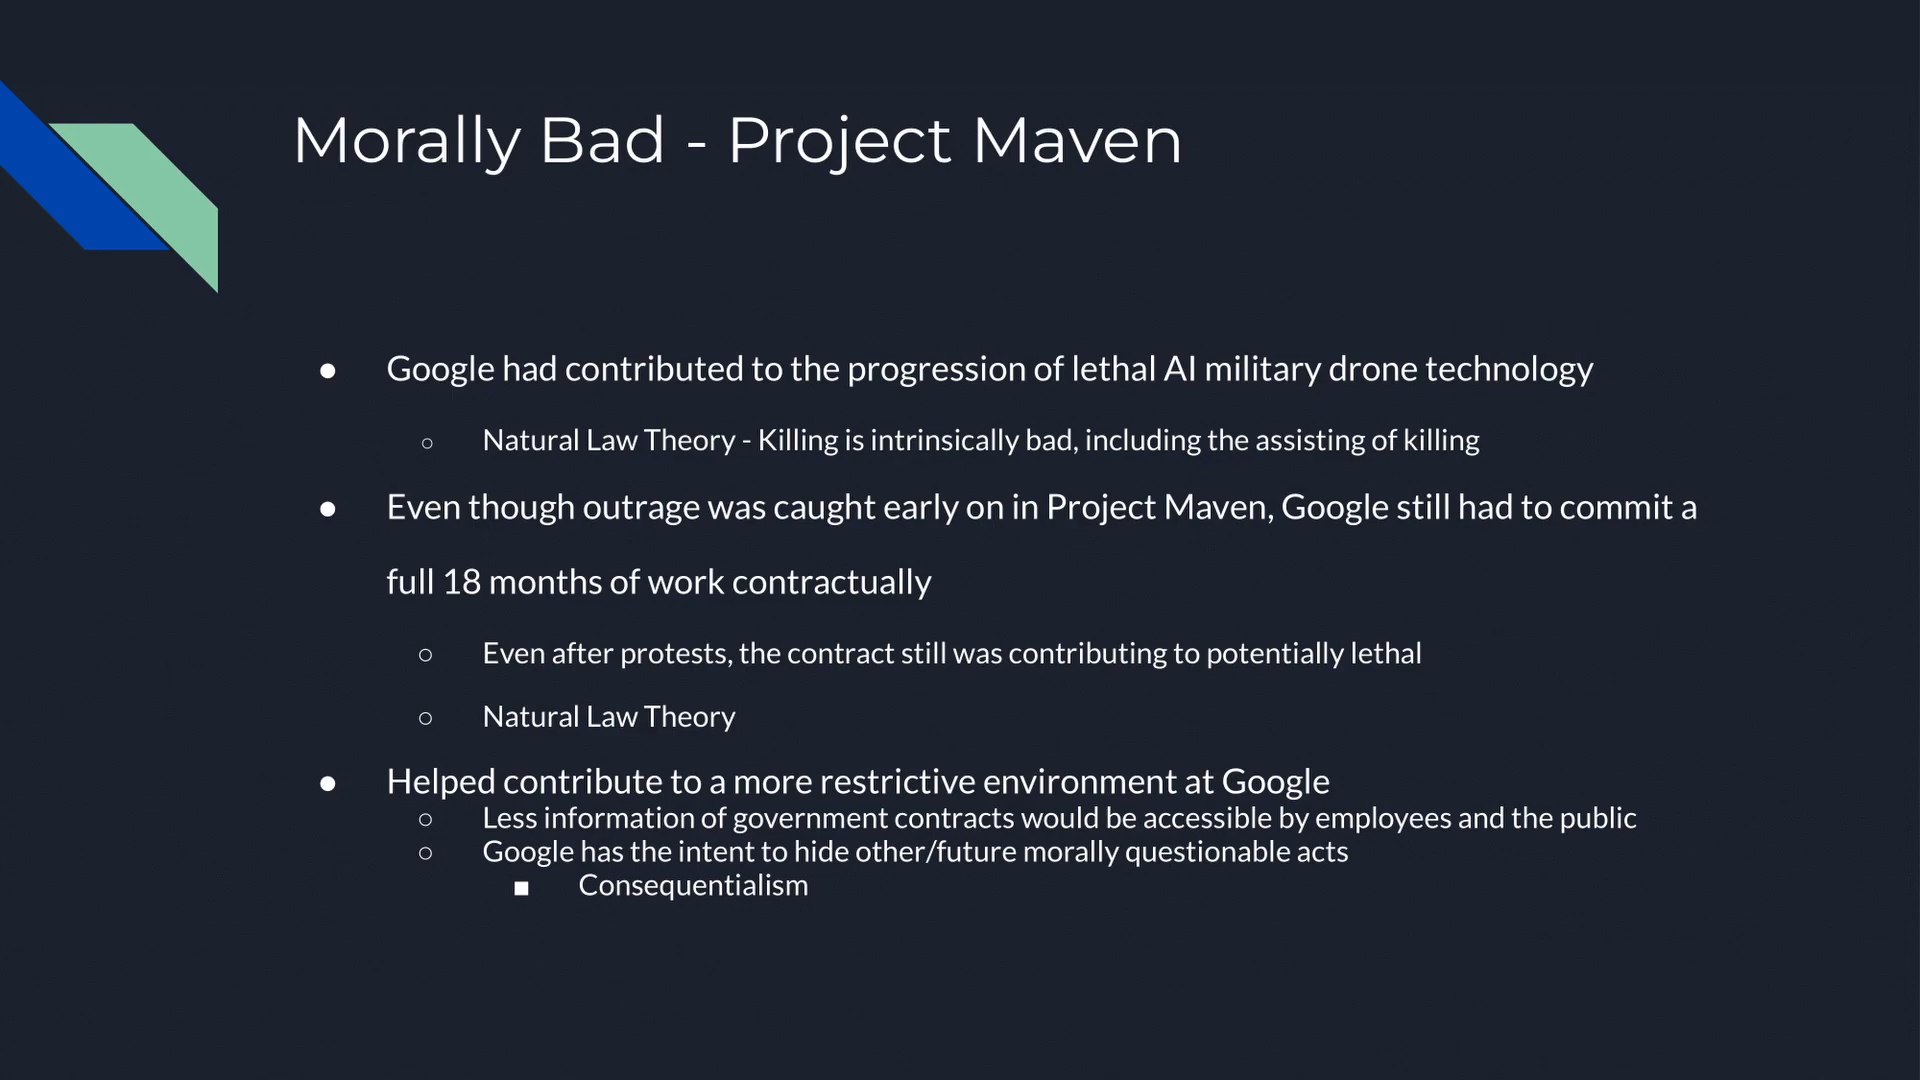 Morally Bad - Project Maven
● Google had contributed to the progression of lethal AI military drone technology
○ Natural Law Theory - Killing is intrinsically bad, including the assisting of killing
● Even though outrage was caught early on in Project Maven, Google still had to commit a
full 18 months of work contractually
○ Even after protests, the contract still was contributing to potentially lethal
○ Natural Law Theory
● Helped contribute to a more restrictive environment at Google
○ Less information of government contracts would be accessible by employees and the public
○ Google has the intent to hide other/future morally questionable acts
■ Consequentialism